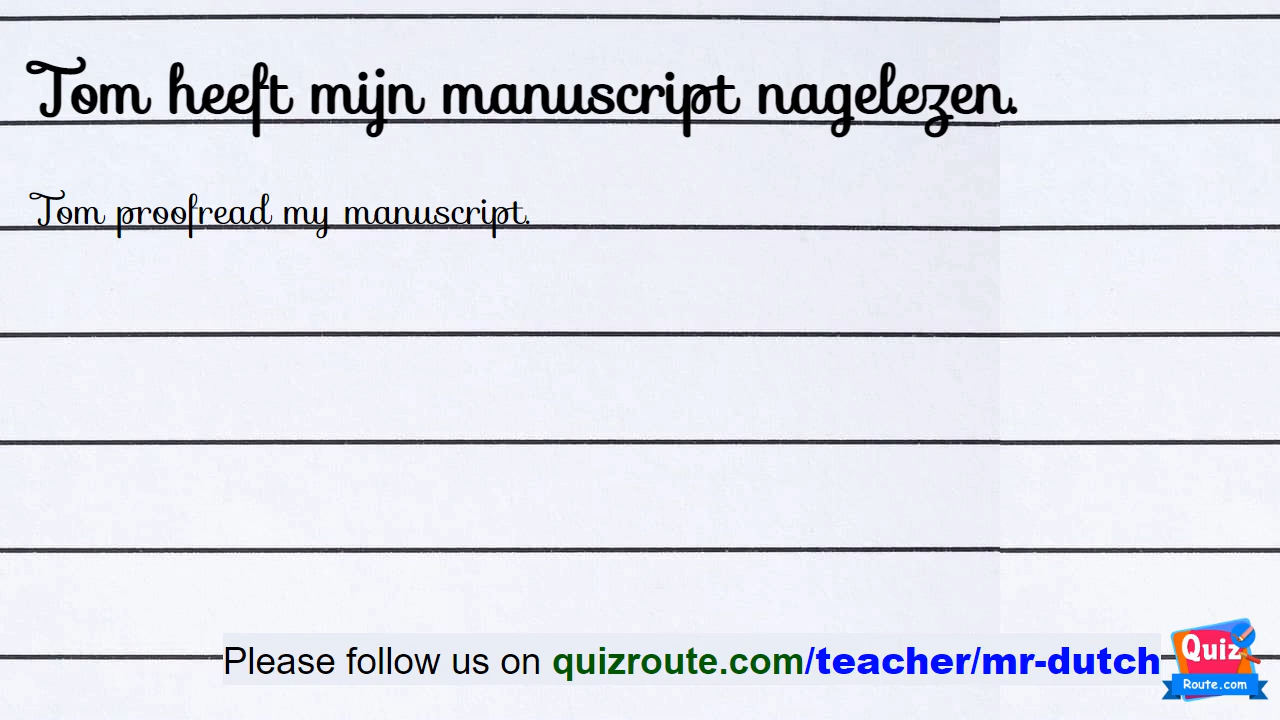 Tom heeft mijn manuscript nagelezen.
Tom proofread my manuscript.
Please follow us on quizroute.com/teacher/mr-dutch
Quiz
Route.com